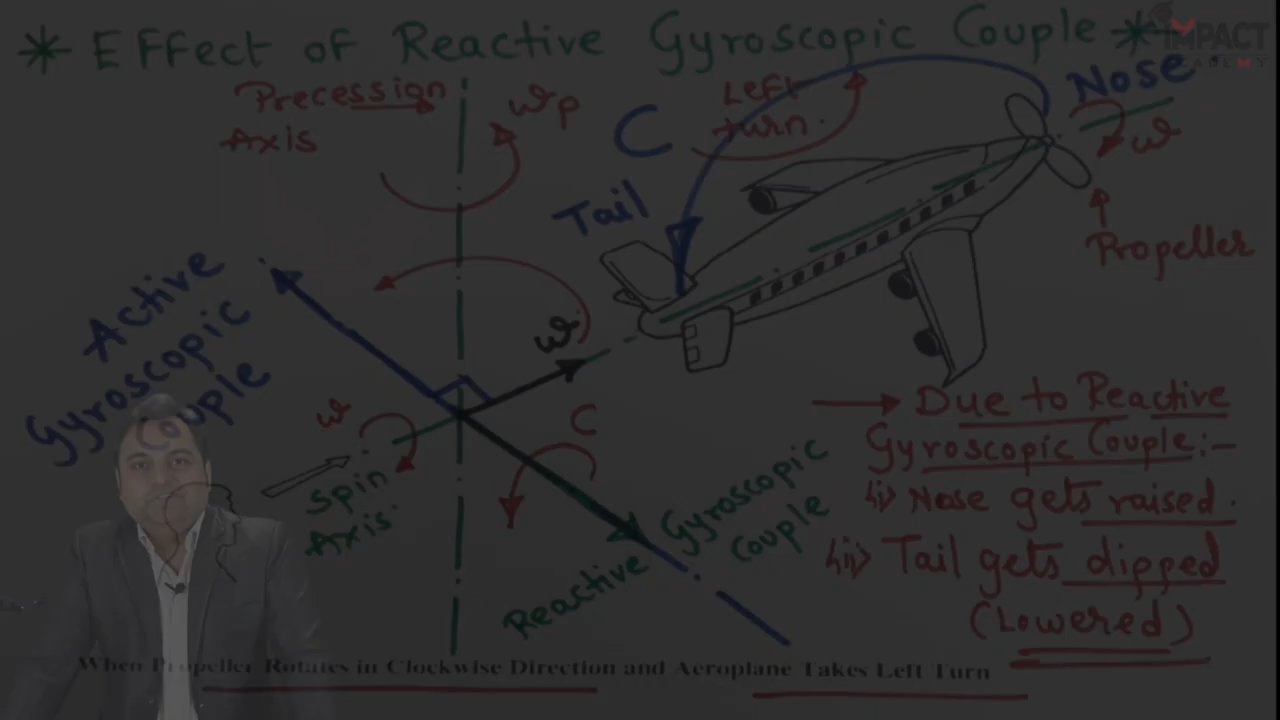 * Effect of Reactive Gyroscopic Couple *
IMPACT
ACADEMY
Precession
Axis
ωp
C
Left
turn.
Nose
ω
Tail
Propeller
Active
Gyroscopic
Couple
ω
ω
C
Spin
Axis
Reactive
Gyroscopic
Couple
Due to Reactive
Gyroscopic Couple:-
(i) Nose gets raised.
(ii) Tail gets dipped
(Lowered)
When Propeller Rotates in Clockwise Direction and Aeroplane Takes Left Turn